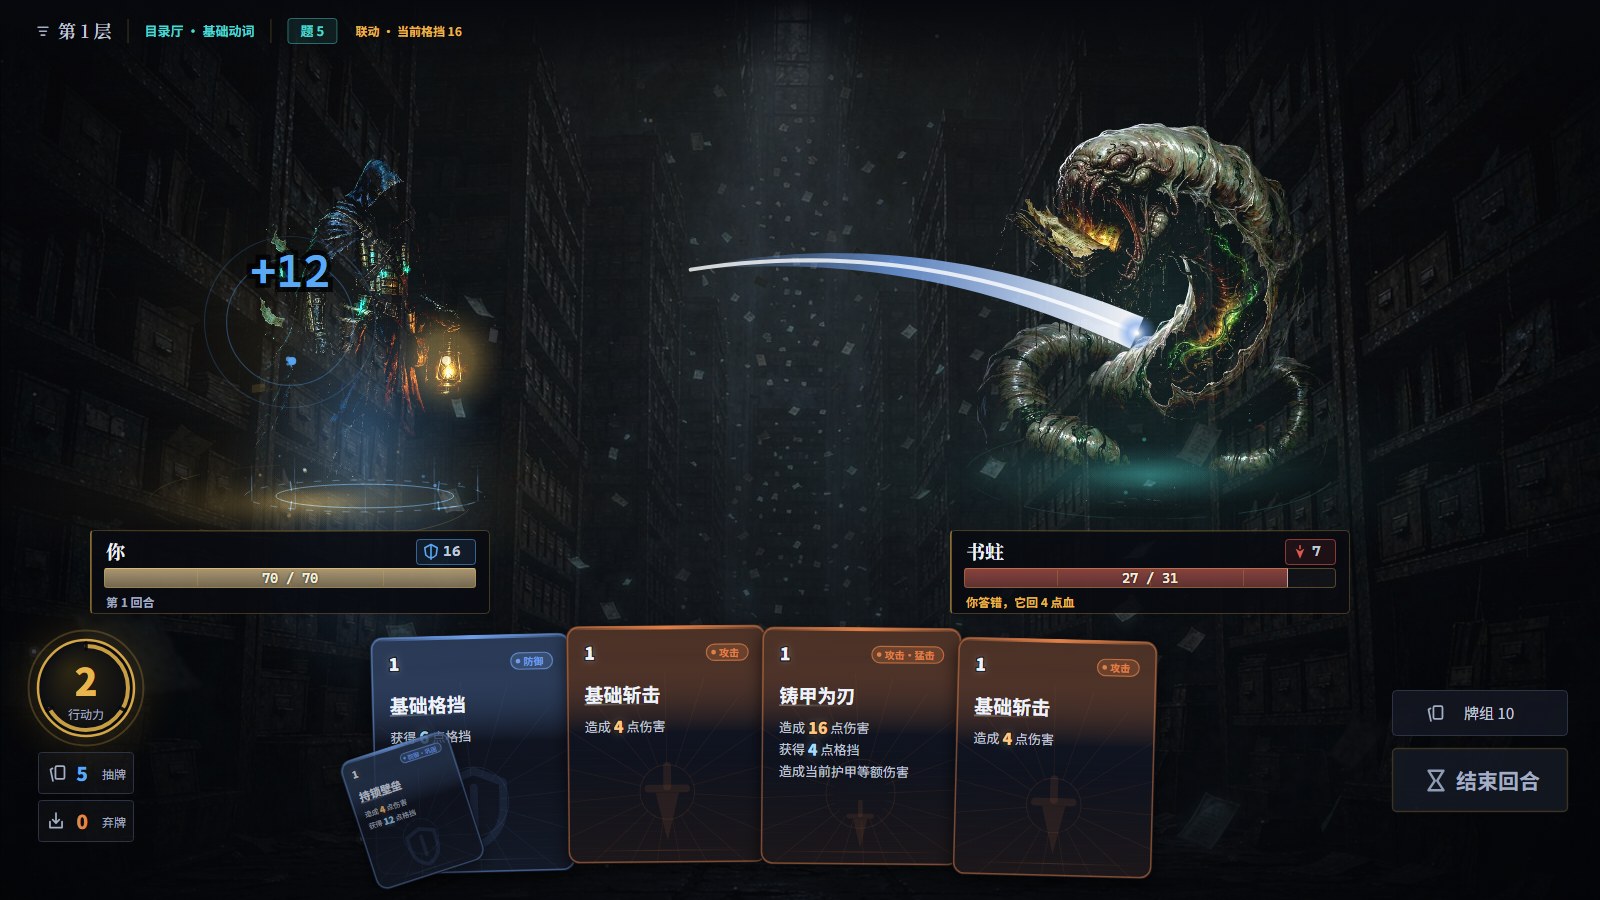 第 1 层
目录厅 · 基础动词
题 5
联动 · 当前格挡 16
+12
你
16
70 / 70
第 1 回合
书蛀
7
27 / 31
你答错，它回 4 点血
2
行动力
5 抽牌
0 弃牌
1
防御
基础格挡
获得 6 点格挡
1
持锁壁垒
造成 4 点伤害
获得 12 点格挡
1
攻击
基础斩击
造成 4 点伤害
1
攻击 · 猛击
铸甲为刃
造成 16 点伤害
获得 4 点格挡
造成当前护甲等额伤害
1
攻击
基础斩击
造成 4 点伤害
牌组 10
结束回合